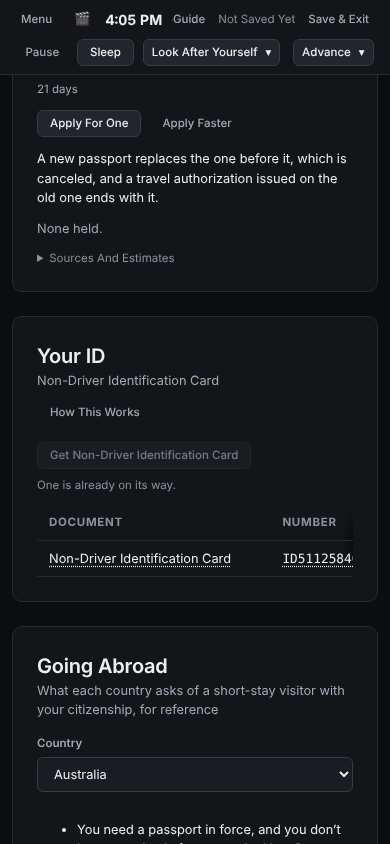 Menu 🎬 4:05 PM Guide Not Saved Yet Save & Exit
Pause Sleep Look After Yourself ▾ Advance ▾
21 days
Apply For One Apply Faster
A new passport replaces the one before it, which is
canceled, and a travel authorization issued on the
old one ends with it.
None held.
▶ Sources And Estimates
Your ID
Non-Driver Identification Card
How This Works
Get Non-Driver Identification Card
One is already on its way.
DOCUMENT NUMBER
Non-Driver Identification Card ID5112584
Going Abroad
What each country asks of a short-stay visitor with
your citizenship, for reference
Country
Australia
• You need a passport in force, and you don't